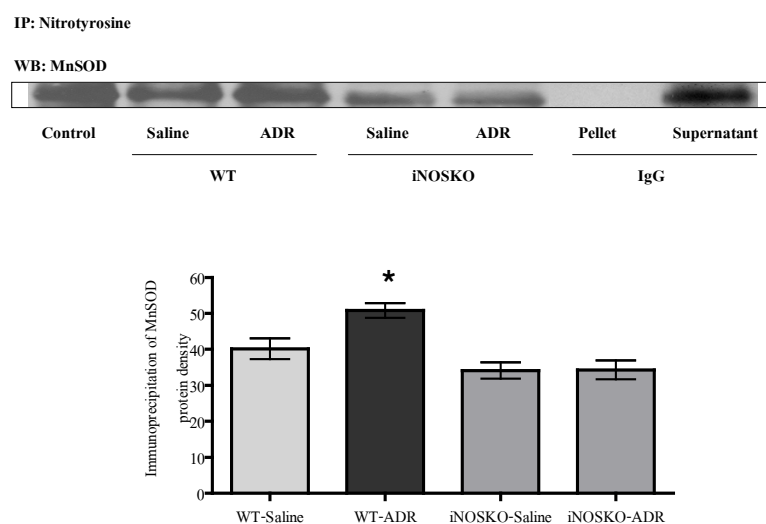 IP: Nitrotyrosine
WB: MnSOD
Control Saline ADR Saline ADR Pellet Supernatant
WT iNOSKO IgG
*
Immunoprecipitation of MnSOD
protein density
60
50
40
30
20
10
0
WT-Saline WT-ADR iNOSKO-Saline iNOSKO-ADR